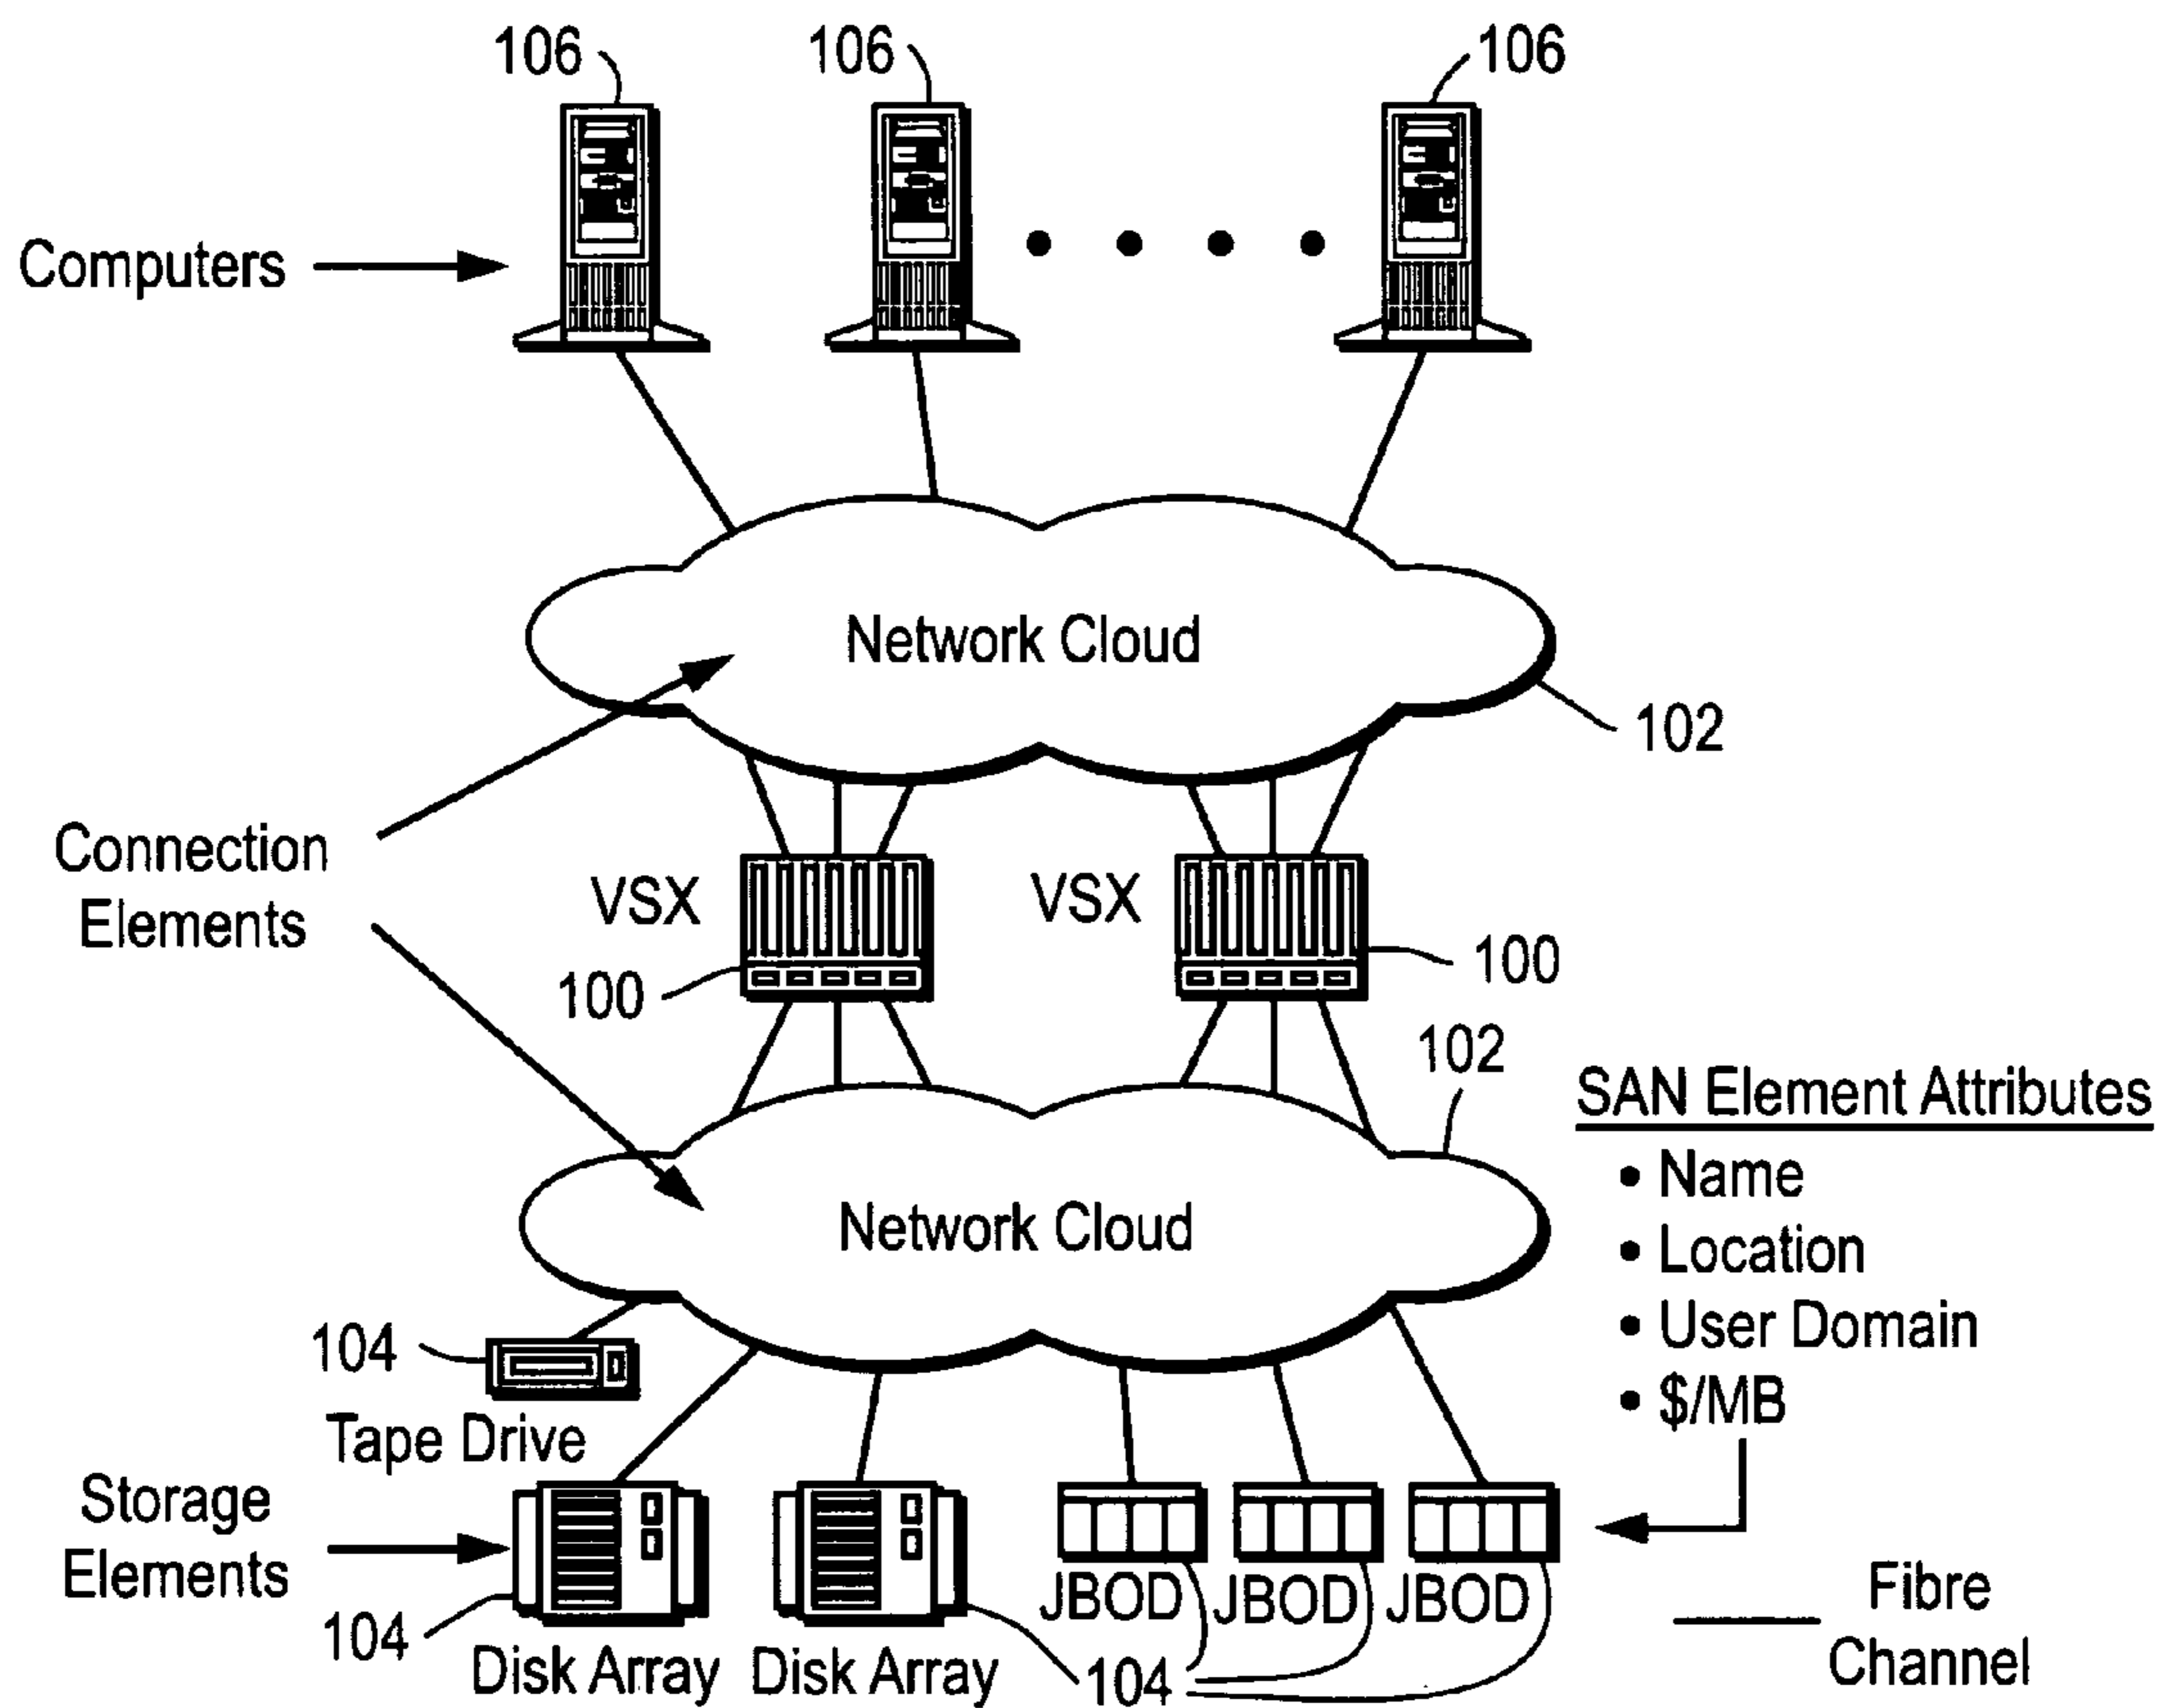 106
106
106
Computers
Network Cloud
102
Connection
Elements
VSX
VSX
100
100
102
SAN Element Attributes
• Name
• Location
• User Domain
• $/MB
Network Cloud
104
Tape Drive
Storage
Elements
104
JBOD
JBOD
JBOD
Disk Array
Disk Array
104
Fibre
Channel